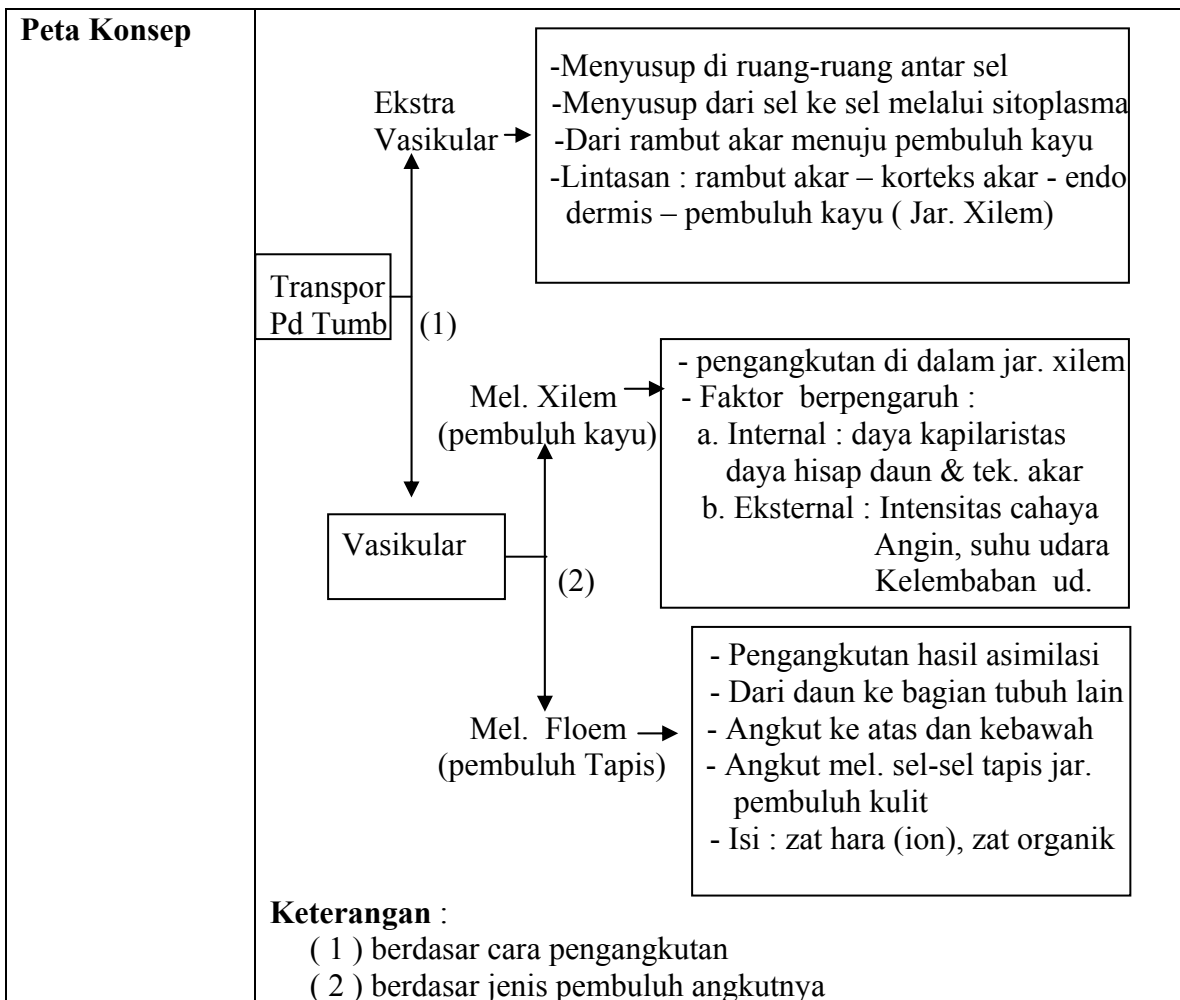 Peta Konsep
Ekstra
Vasikular
-Menyusup di ruang-ruang antar sel
-Menyusup dari sel ke sel melalui sitoplasma
-Dari rambut akar menuju pembuluh kayu
-Lintasan : rambut akar – korteks akar - endo
dermis – pembuluh kayu ( Jar. Xilem)
Transpor
Pd Tumb
(1)
Mel. Xilem
(pembuluh kayu)
- pengangkutan di dalam jar. xilem
- Faktor berpengaruh :
a. Internal : daya kapilaristas
daya hisap daun & tek. akar
b. Eksternal : Intensitas cahaya
Angin, suhu udara
Kelembaban ud.
Vasikular
(2)
Mel. Floem
(pembuluh Tapis)
- Pengangkutan hasil asimilasi
- Dari daun ke bagian tubuh lain
- Angkut ke atas dan kebawah
- Angkut mel. sel-sel tapis jar.
pembuluh kulit
- Isi : zat hara (ion), zat organik
Keterangan :
( 1 ) berdasar cara pengangkutan
( 2 ) berdasar jenis pembuluh angkutnya